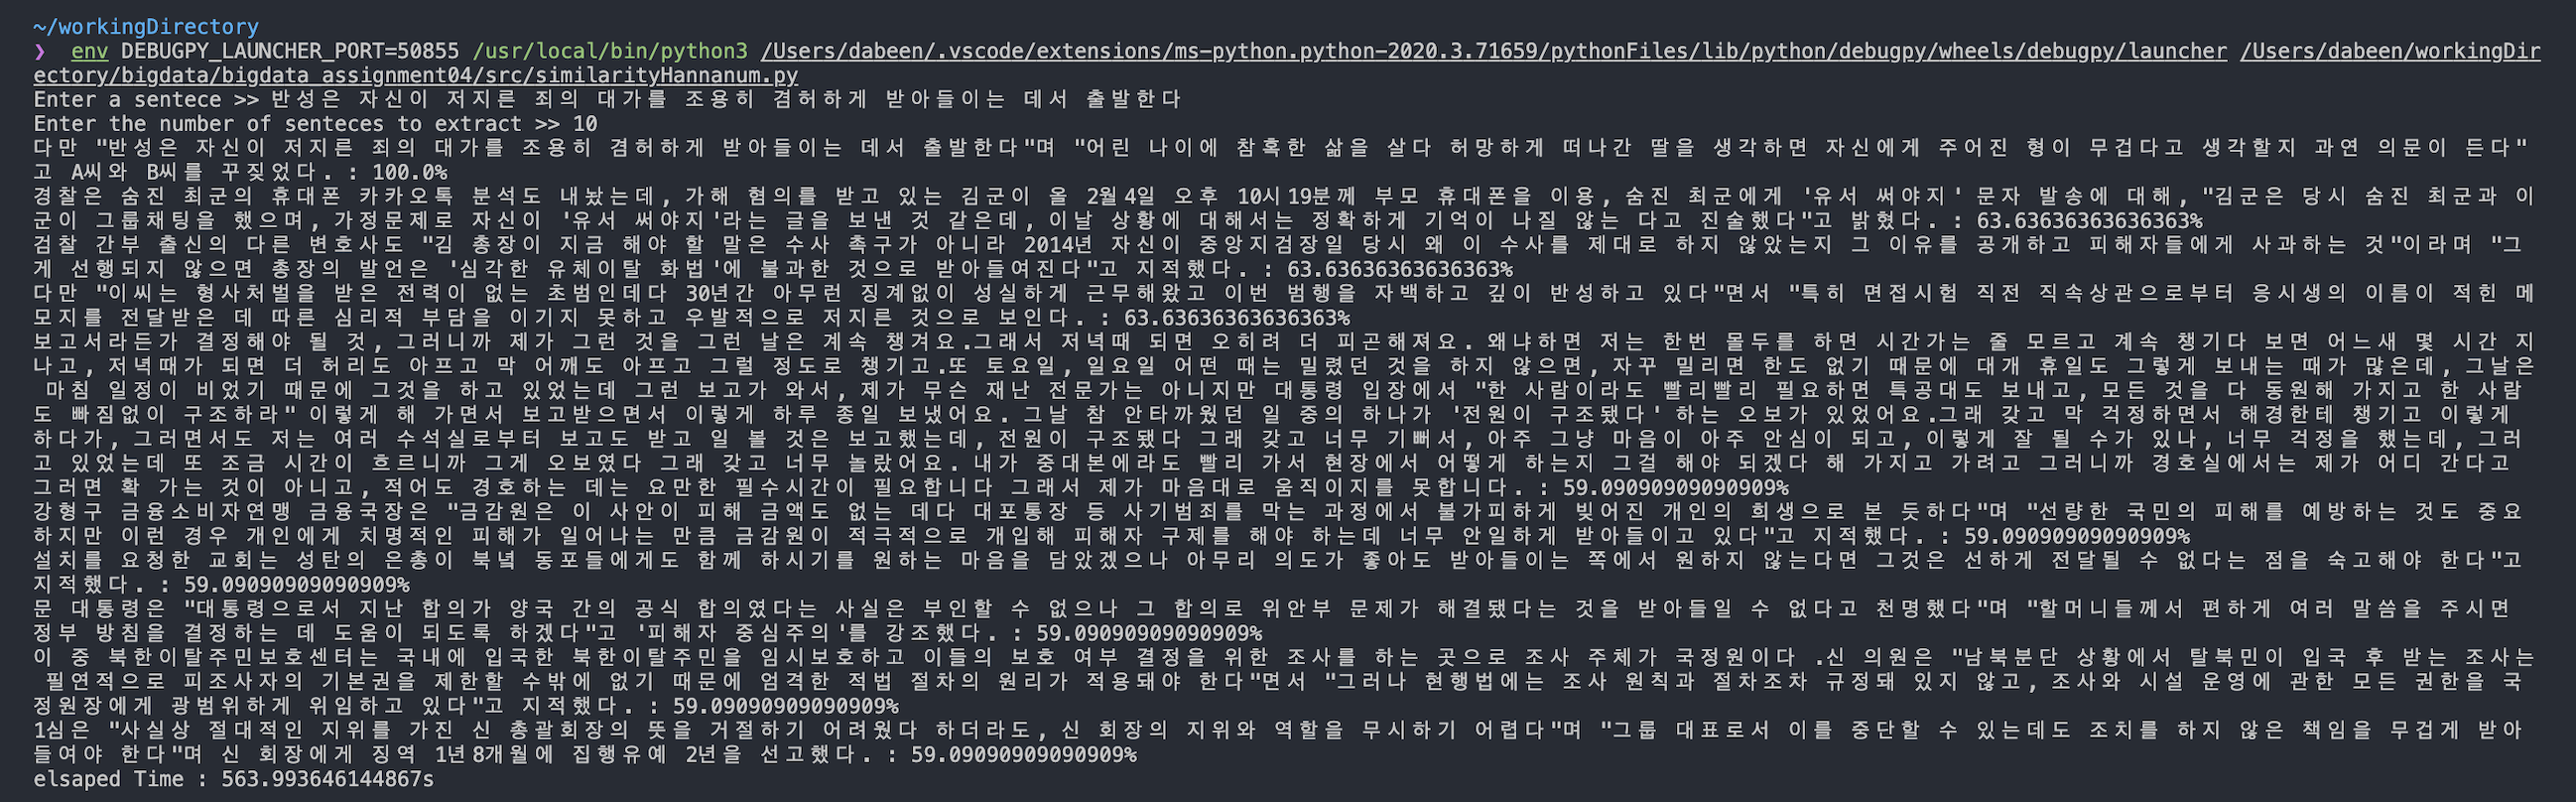 ~/workingDirectory
❯ env DEBUGPY_LAUNCHER_PORT=50855 /usr/local/bin/python3 /Users/dabeen/.vscode/extensions/ms-python.python-2020.3.71659/pythonFiles/lib/python/debugpy/wheels/debugpy/launcher /Users/dabeen/workingDir
ectory/bigdata/bigdata_assignment04/src/similarityHannanum.py
Enter a sentece >> 반성은 자신이 저지른 죄의 대가를 조용히 겸허하게 받아들이는 데서 출발한다
Enter the number of senteces to extract >> 10
다만 "반성은 자신이 저지른 죄의 대가를 조용히 겸허하게 받아들이는 데서 출발한다"며 "어린 나이에 참혹한 삶을 살다 허망하게 떠나간 딸을 생각하면 자신에게 주어진 형이 무겁다고 생각할지 과연 의문이 든다"
고 A씨와 B씨를 꾸짖었다. : 100.0%
경찰은 숨진 최군의 휴대폰 카카오톡 분석도 내놨는데, 가해 혐의를 받고 있는 김군이 올 2월4일 오후 10시19분께 부모 휴대폰을 이용, 숨진 최군에게 '유서 써야지' 문자 발송에 대해, "김군은 당시 숨진 최군과 이
군이 그룹채팅을 했으며, 가정문제로 자신이 '유서 써야지'라는 글을 보낸 것 같은데, 이날 상황에 대해서는 정확하게 기억이 나질 않는 다고 진술했다"고 밝혔다. : 63.63636363636363%
검찰 간부 출신의 다른 변호사도 "김 총장이 지금 해야 할 말은 수사 촉구가 아니라 2014년 자신이 중앙지검장일 당시 왜 이 수사를 제대로 하지 않았는지 그 이유를 공개하고 피해자들에게 사과하는 것"이라며 "그
게 선행되지 않으면 총장의 발언은 '심각한 유체이탈 화법'에 불과한 것으로 받아들여진다"고 지적했다. : 63.63636363636363%
다만 "이씨는 형사처벌을 받은 전력이 없는 초범인데다 30년간 아무런 징계없이 성실하게 근무해왔고 이번 범행을 자백하고 깊이 반성하고 있다"면서 "특히 면접시험 직전 직속상관으로부터 응시생의 이름이 적힌 메
모지를 전달받은 데 따른 심리적 부담을 이기지 못하고 우발적으로 저지른 것으로 보인다. : 63.63636363636363%
보고서라든가 결정해야 될 것, 그러니까 제가 그런 것을 그런 날은 계속 챙겨요.그래서 저녁때 되면 오히려 더 피곤해져요. 왜냐하면 저는 한번 몰두를 하면 시간가는 줄 모르고 계속 챙기다 보면 어느새 몇 시간 지
나고, 저녁때가 되면 더 허리도 아프고 막 어깨도 아프고 그럴 정도로 챙기고.또 토요일, 일요일 어떤 때는 밀렸던 것을 하지 않으면, 자꾸 밀리면 한도 없기 때문에 대개 휴일도 그렇게 보내는 때가 많은데, 그날은
마침 일정이 비었기 때문에 그것을 하고 있었는데 그런 보고가 와서, 제가 무슨 재난 전문가는 아니지만 대통령 입장에서 "한 사람이라도 빨리빨리 필요하면 특공대도 보내고, 모든 것을 다 동원해 가지고 한 사람
도 빠짐없이 구조하라" 이렇게 해 가면서 보고받으면서 이렇게 하루 종일 보냈어요. 그날 참 안타까웠던 일 중의 하나가 '전원이 구조됐다' 하는 오보가 있었어요.그래 갖고 막 걱정하면서 해경한테 챙기고 이렇게
하다가, 그러면서도 저는 여러 수석실로부터 보고도 받고 일 볼 것은 보고했는데, 전원이 구조됐다 그래 갖고 너무 기뻐서, 아주 그냥 마음이 아주 안심이 되고, 이렇게 잘 될 수가 있나, 너무 걱정을 했는데, 그러
고 있었는데 또 조금 시간이 흐르니까 그게 오보였다 그래 갖고 너무 놀랐어요. 내가 중대본에라도 빨리 가서 현장에서 어떻게 하는지 그걸 해야 되겠다 해 가지고 가려고 그러니까 경호실에서는 제가 어디 간다고
그러면 확 가는 것이 아니고, 적어도 경호하는 데는 요만한 필수시간이 필요합니다 그래서 제가 마음대로 움직이지를 못합니다. : 59.09090909090909%
강형구 금융소비자연맹 금융국장은 "금감원은 이 사안이 피해 금액도 없는 데다 대포통장 등 사기범죄를 막는 과정에서 불가피하게 빚어진 개인의 희생으로 본 듯하다"며 "선량한 국민의 피해를 예방하는 것도 중요
하지만 이런 경우 개인에게 치명적인 피해가 일어나는 만큼 금감원이 적극적으로 개입해 피해자 구제를 해야 하는데 너무 안일하게 받아들이고 있다"고 지적했다. : 59.09090909090909%
설치를 요청한 교회는 성탄의 은총이 북녘 동포들에게도 함께 하시기를 원하는 마음을 담았겠으나 아무리 의도가 좋아도 받아들이는 쪽에서 원하지 않는다면 그것은 선하게 전달될 수 없다는 점을 숙고해야 한다"고
지적했다. : 59.09090909090909%
문 대통령은 "대통령으로서 지난 합의가 양국 간의 공식 합의였다는 사실은 부인할 수 없으나 그 합의로 위안부 문제가 해결됐다는 것을 받아들일 수 없다고 천명했다"며 "할머니들께서 편하게 여러 말씀을 주시면
정부 방침을 결정하는 데 도움이 되도록 하겠다"고 '피해자 중심주의'를 강조했다. : 59.09090909090909%
이 중 북한이탈주민보호센터는 국내에 입국한 북한이탈주민을 임시보호하고 이들의 보호 여부 결정을 위한 조사를 하는 곳으로 조사 주체가 국정원이다 .신 의원은 "남북분단 상황에서 탈북민이 입국 후 받는 조사는
필연적으로 피조사자의 기본권을 제한할 수밖에 없기 때문에 엄격한 적법 절차의 원리가 적용돼야 한다"면서 "그러나 현행법에는 조사 원칙과 절차조차 규정돼 있지 않고, 조사와 시설 운영에 관한 모든 권한을 국
정원장에게 광범위하게 위임하고 있다"고 지적했다. : 59.09090909090909%
1심은 "사실상 절대적인 지위를 가진 신 총괄회장의 뜻을 거절하기 어려웠다 하더라도, 신 회장의 지위와 역할을 무시하기 어렵다"며 "그룹 대표로서 이를 중단할 수 있는데도 조치를 하지 않은 책임을 무겁게 받아
들여야 한다"며 신 회장에게 징역 1년8개월에 집행유예 2년을 선고했다. : 59.09090909090909%
elsaped Time : 563.993646144867s